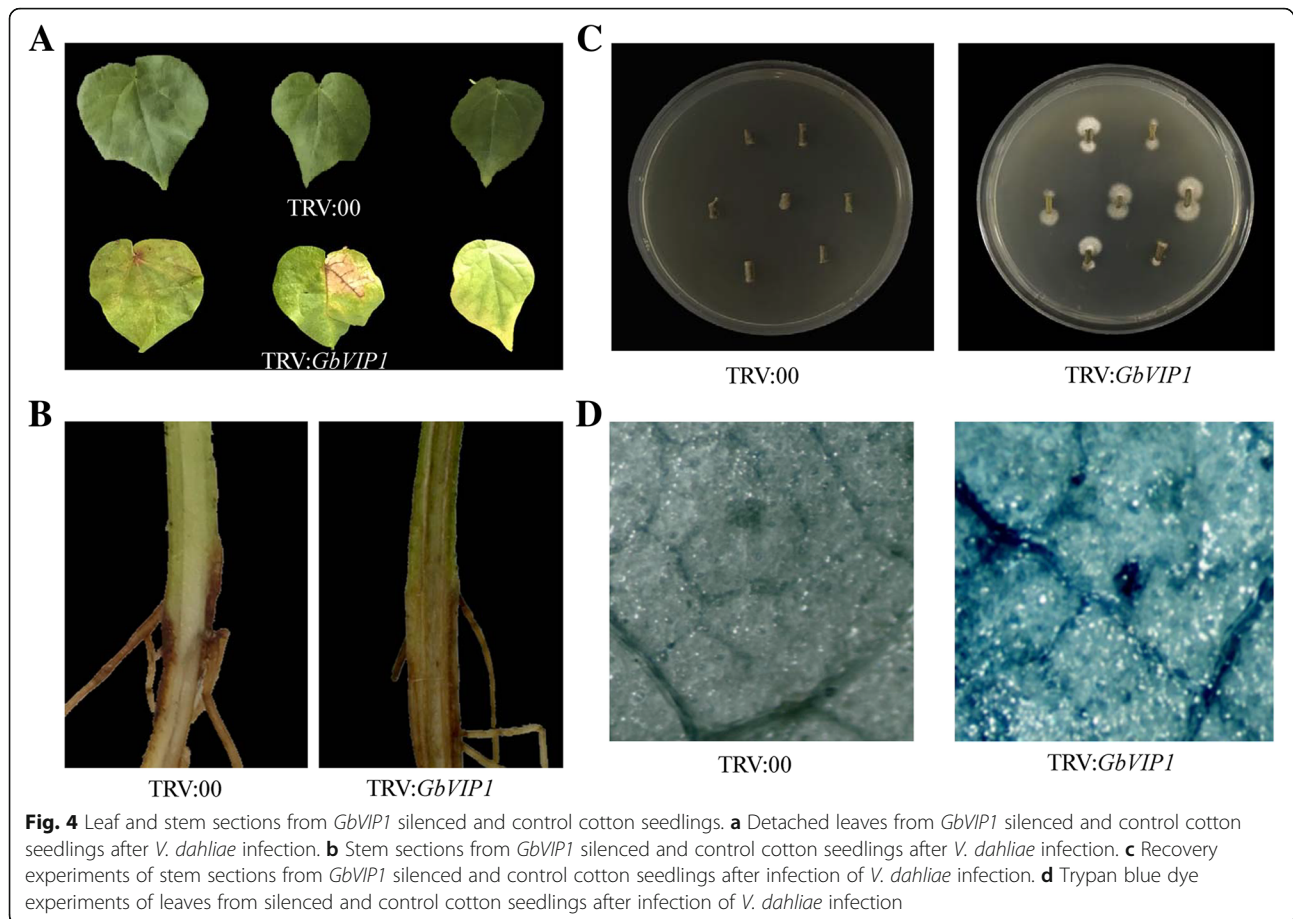 A
TRV:00
TRV:GbVIP1
B
TRV:00
TRV:GbVIP1
C
TRV:00
TRV:GbVIP1
D
TRV:00
TRV:GbVIP1
Fig. 4 Leaf and stem sections from GbVIP1 silenced and control cotton seedlings. a Detached leaves from GbVIP1 silenced and control cotton
seedlings after V. dahliae infection. b Stem sections from GbVIP1 silenced and control cotton seedlings after V. dahliae infection. c Recovery
experiments of stem sections from GbVIP1 silenced and control cotton seedlings after infection of V. dahliae infection. d Trypan blue dye
experiments of leaves from silenced and control cotton seedlings after infection of V. dahliae infection